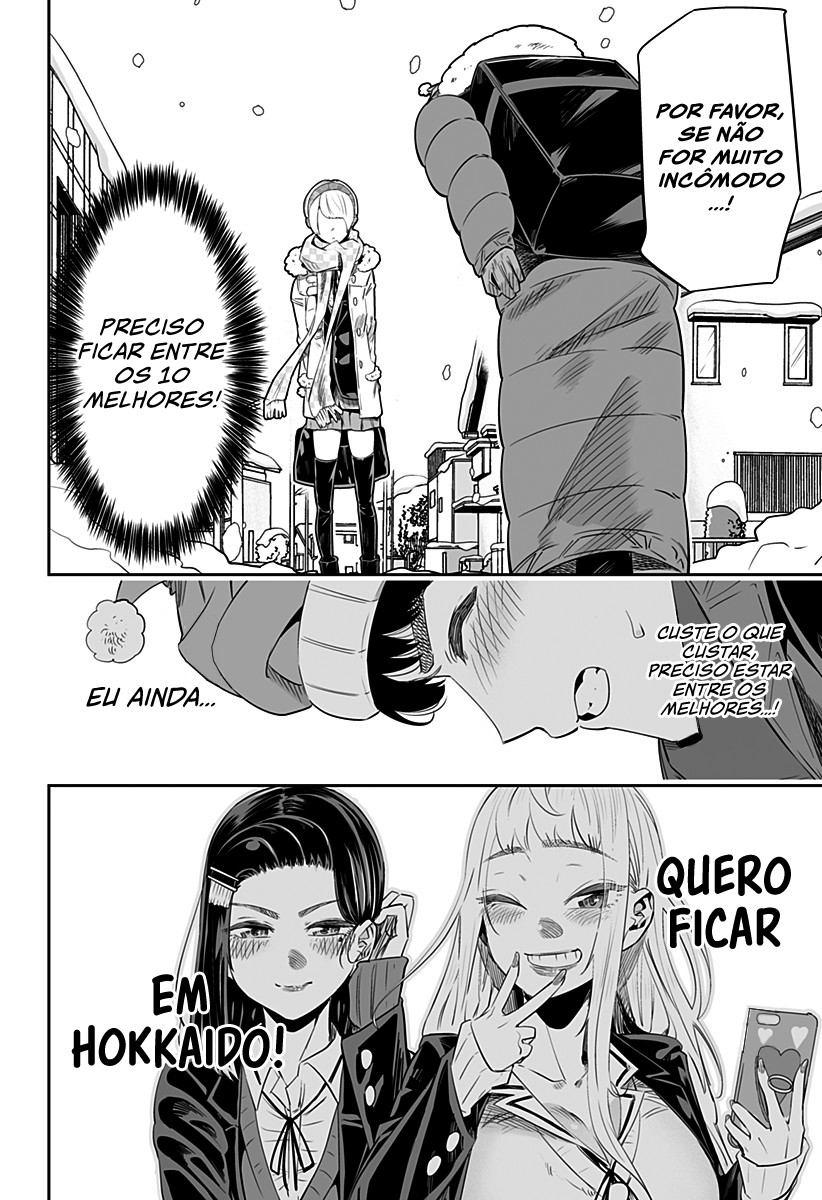 POR FAVOR,
SE NÃO
FOR MUITO
INCÔMODO
...!
PRECISO
FICAR ENTRE
OS 10
MELHORES!
CUSTE O QUE
CUSTAR,
PRECISO ESTAR
ENTRE OS
MELHORES...!
EU AINDA...
QUERO
FICAR
EM
HOKKAIDO!